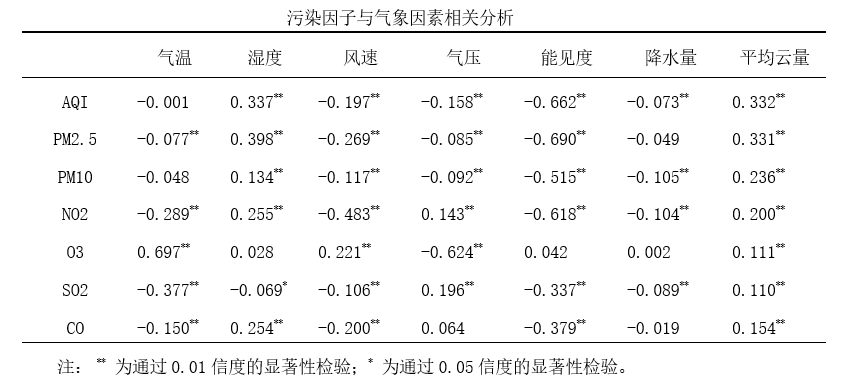 污染因子与气象因素相关分析
气温 湿度 风速 气压 能见度 降水量 平均云量
AQI -0.001 0.337** -0.197** -0.158** -0.662** -0.073** 0.332**
PM2.5 -0.077** 0.398** -0.269** -0.085** -0.690** -0.049 0.331**
PM10 -0.048 0.134** -0.117** -0.092** -0.515** -0.105** 0.236**
NO2 -0.289** 0.255** -0.483** 0.143** -0.618** -0.104** 0.200**
O3 0.697** 0.028 0.221** -0.624** 0.042 0.002 0.111**
SO2 -0.377** -0.069* -0.106** 0.196** -0.337** -0.089** 0.110**
CO -0.150** 0.254** -0.200** 0.064 -0.379** -0.019 0.154**
注：** 为通过0.01信度的显著性检验；* 为通过0.05信度的显著性检验。